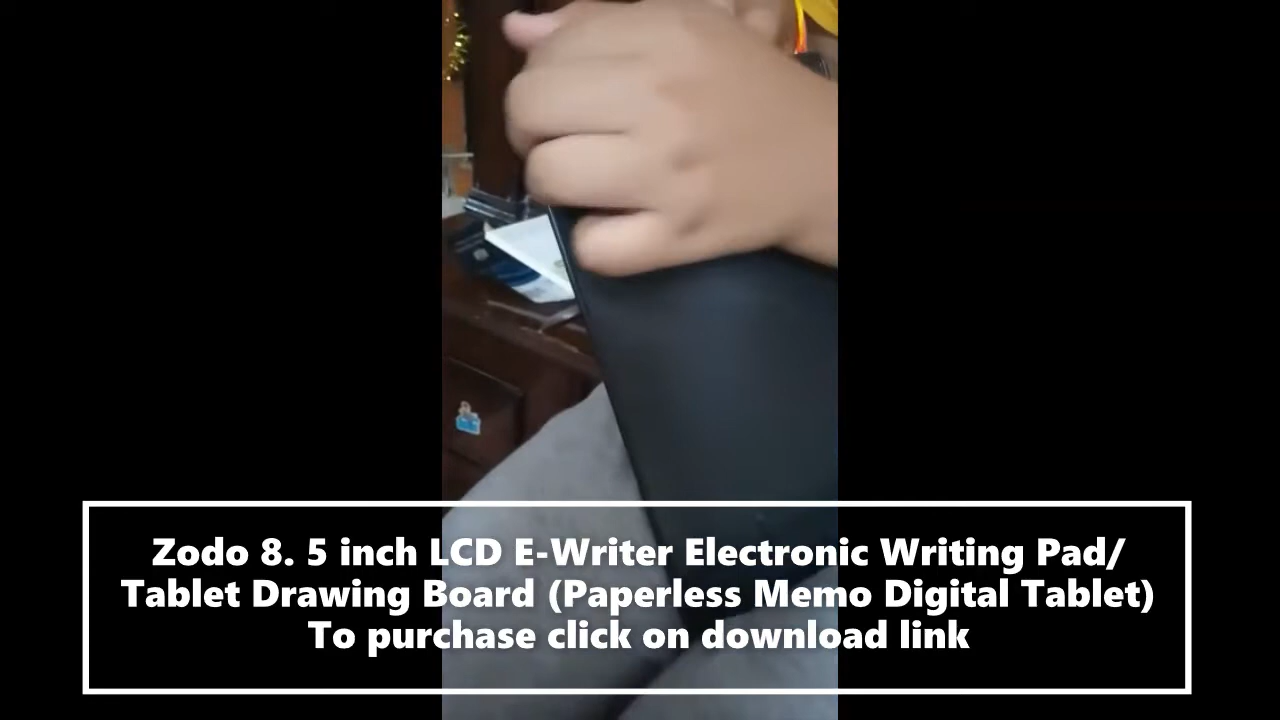 Zodo 8. 5 inch LCD E-Writer Electronic Writing Pad/
Tablet Drawing Board (Paperless Memo Digital Tablet)
To purchase click on download link